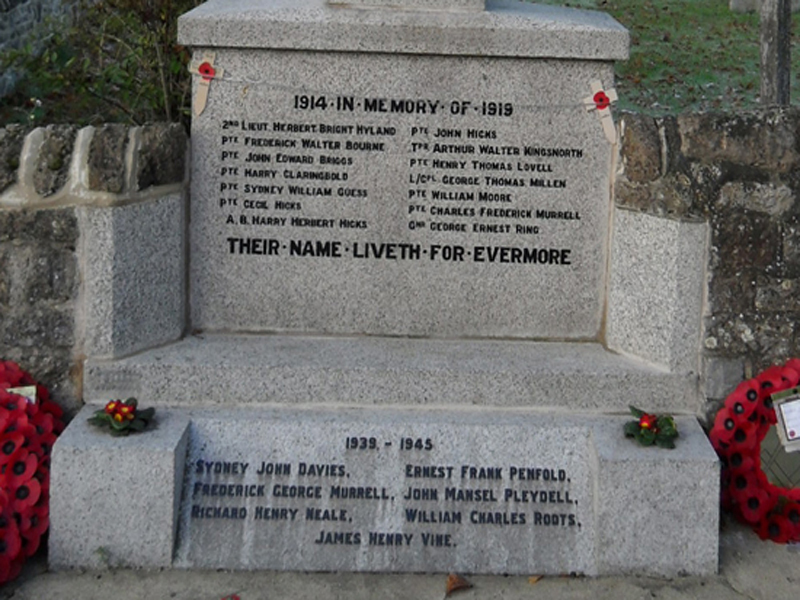 1914·IN·MEMORY·OF·1919
2ND LIEUT. HERBERT BRIGHT HYLAND
PTE FREDERICK WALTER BOURNE
PTE JOHN EDWARD BRIGGS
PTE HARRY CLARINGBOLD
PTE SYDNEY WILLIAM GUESS
PTE CECIL HICKS
A.B. HARRY HERBERT HICKS
PTE JOHN HICKS
TPR ARTHUR WALTER KINGSNORTH
PTE HENRY THOMAS LOVELL
L/CPL GEORGE THOMAS MILLEN
PTE WILLIAM MOORE
PTE CHARLES FREDERICK MURRELL
GNR GEORGE ERNEST RING
THEIR·NAME·LIVETH·FOR·EVERMORE
1939. - 1945
SYDNEY JOHN DAVIES.
FREDERICK GEORGE MURRELL.
RICHARD HENRY NEALE.
ERNEST FRANK PENFOLD.
JOHN MANSEL PLEYDELL.
WILLIAM CHARLES ROOTS.
JAMES HENRY VINE.